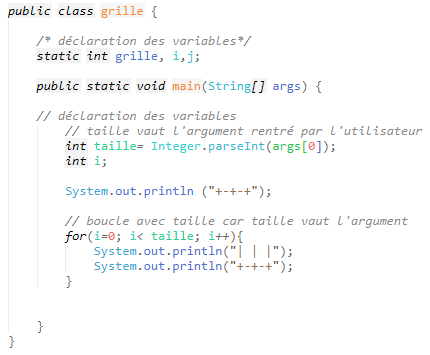 public class grille {
/* déclaration des variables*/
static int grille, i,j;
public static void main(String[] args) {
// déclaration des variables
// taille vaut l'argument rentré par l'utilisateur
int taille= Integer.parseInt(args[0]);
int i;
System.out.println ("+-+-+");
// boucle avec taille car taille vaut l'argument
for(i=0; i< taille; i++){
System.out.println("| | |");
System.out.println("+-+-+");
}
}
}